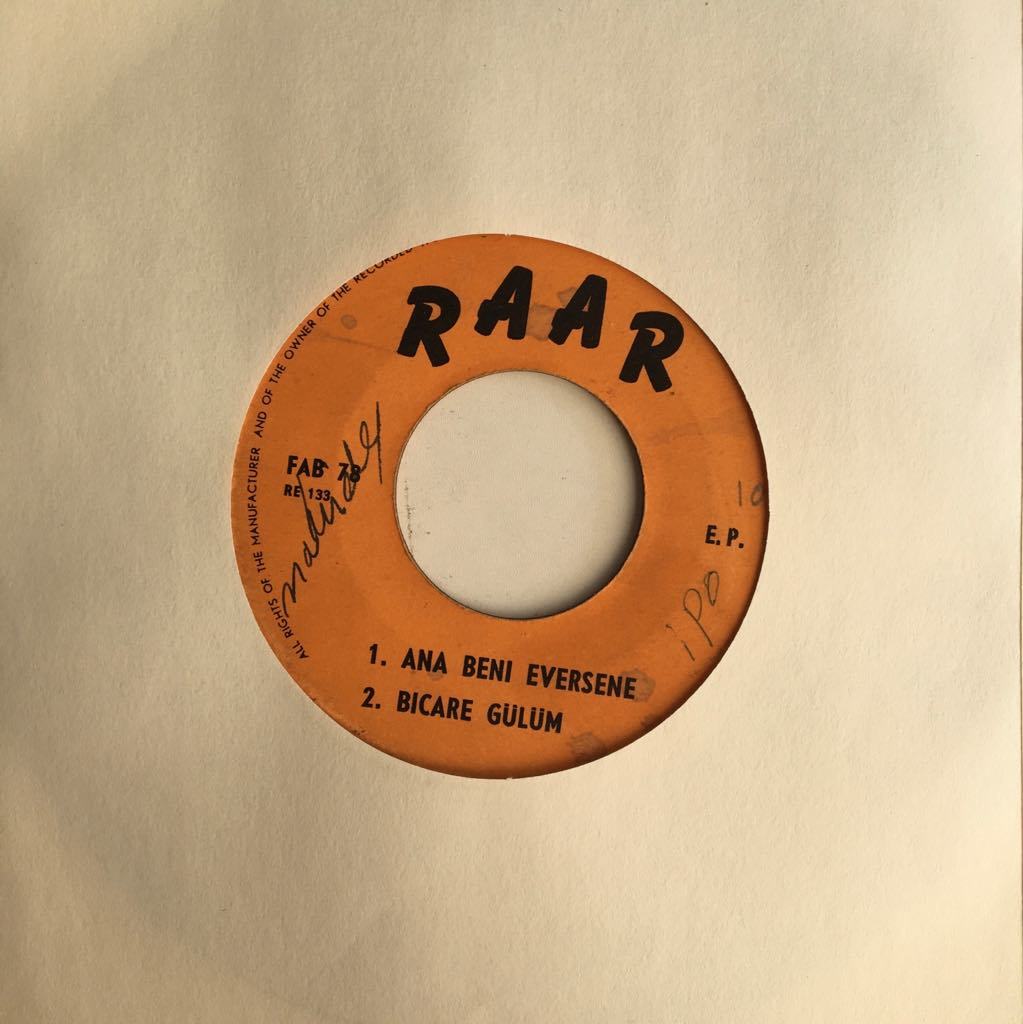 RAAR
ALL RIGHTS OF THE MANUFACTURER AND OF THE OWNER OF THE RECORDED
FAB 78
RE 133
E. P.
1. ANA BENI EVERSENE
2. BICARE GÜLÜM